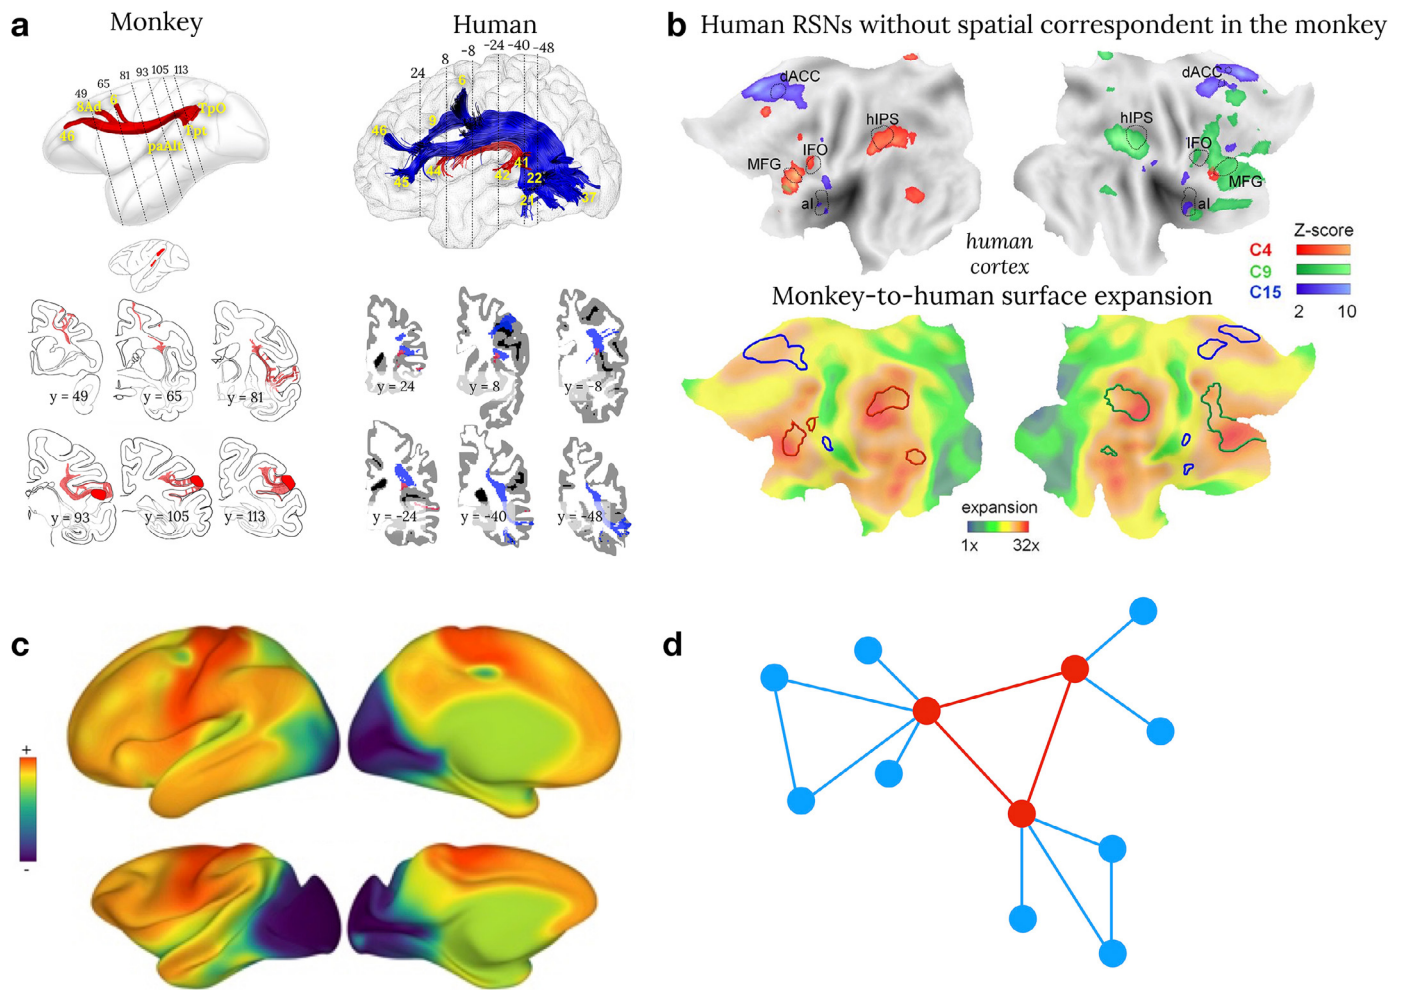 a
Monkey
Human
b Human RSNs without spatial correspondent in the monkey
49 65 81 93 105 113
46 8Ad 6 TpO
Tpt
paAlt
24 8 -8 -24 -40 -48
6
9
46
45
44
41
42
22
21
37
y = 49
y = 65
y = 81
y = 93
y = 105
y = 113
y = 24
y = 8
y = -8
y = -24
y = -40
y = -48
dACC
hIPS
IFO
MFG
aI
dACC
hIPS
IFO
MFG
aI
human
cortex
Z-score
C4
C9
C15
2 10
Monkey-to-human surface expansion
expansion
1x 32x
c
+
-
d